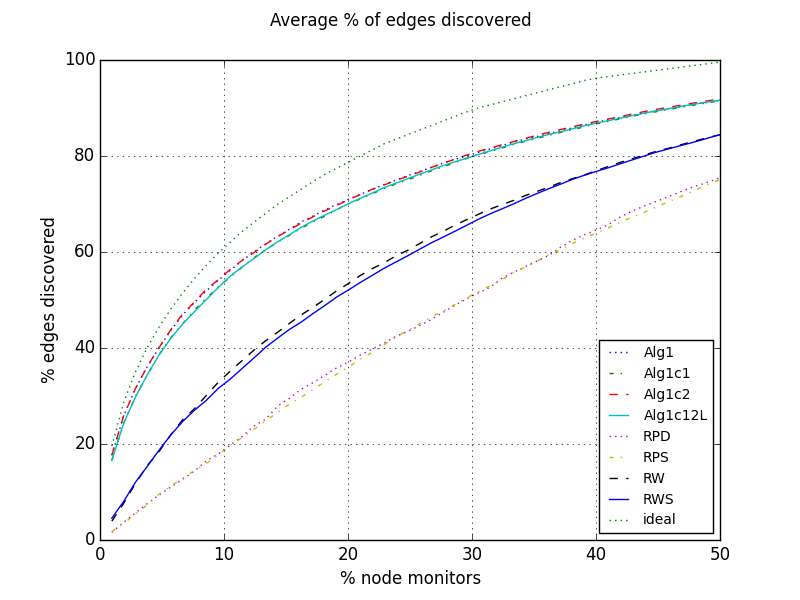 Average % of edges discovered
100
80
60
40
20
0
% edges discovered
0 10 20 30 40 50
% node monitors
Alg1
Alg1c1
Alg1c2
Alg1c12L
RPD
RPS
RW
RWS
ideal